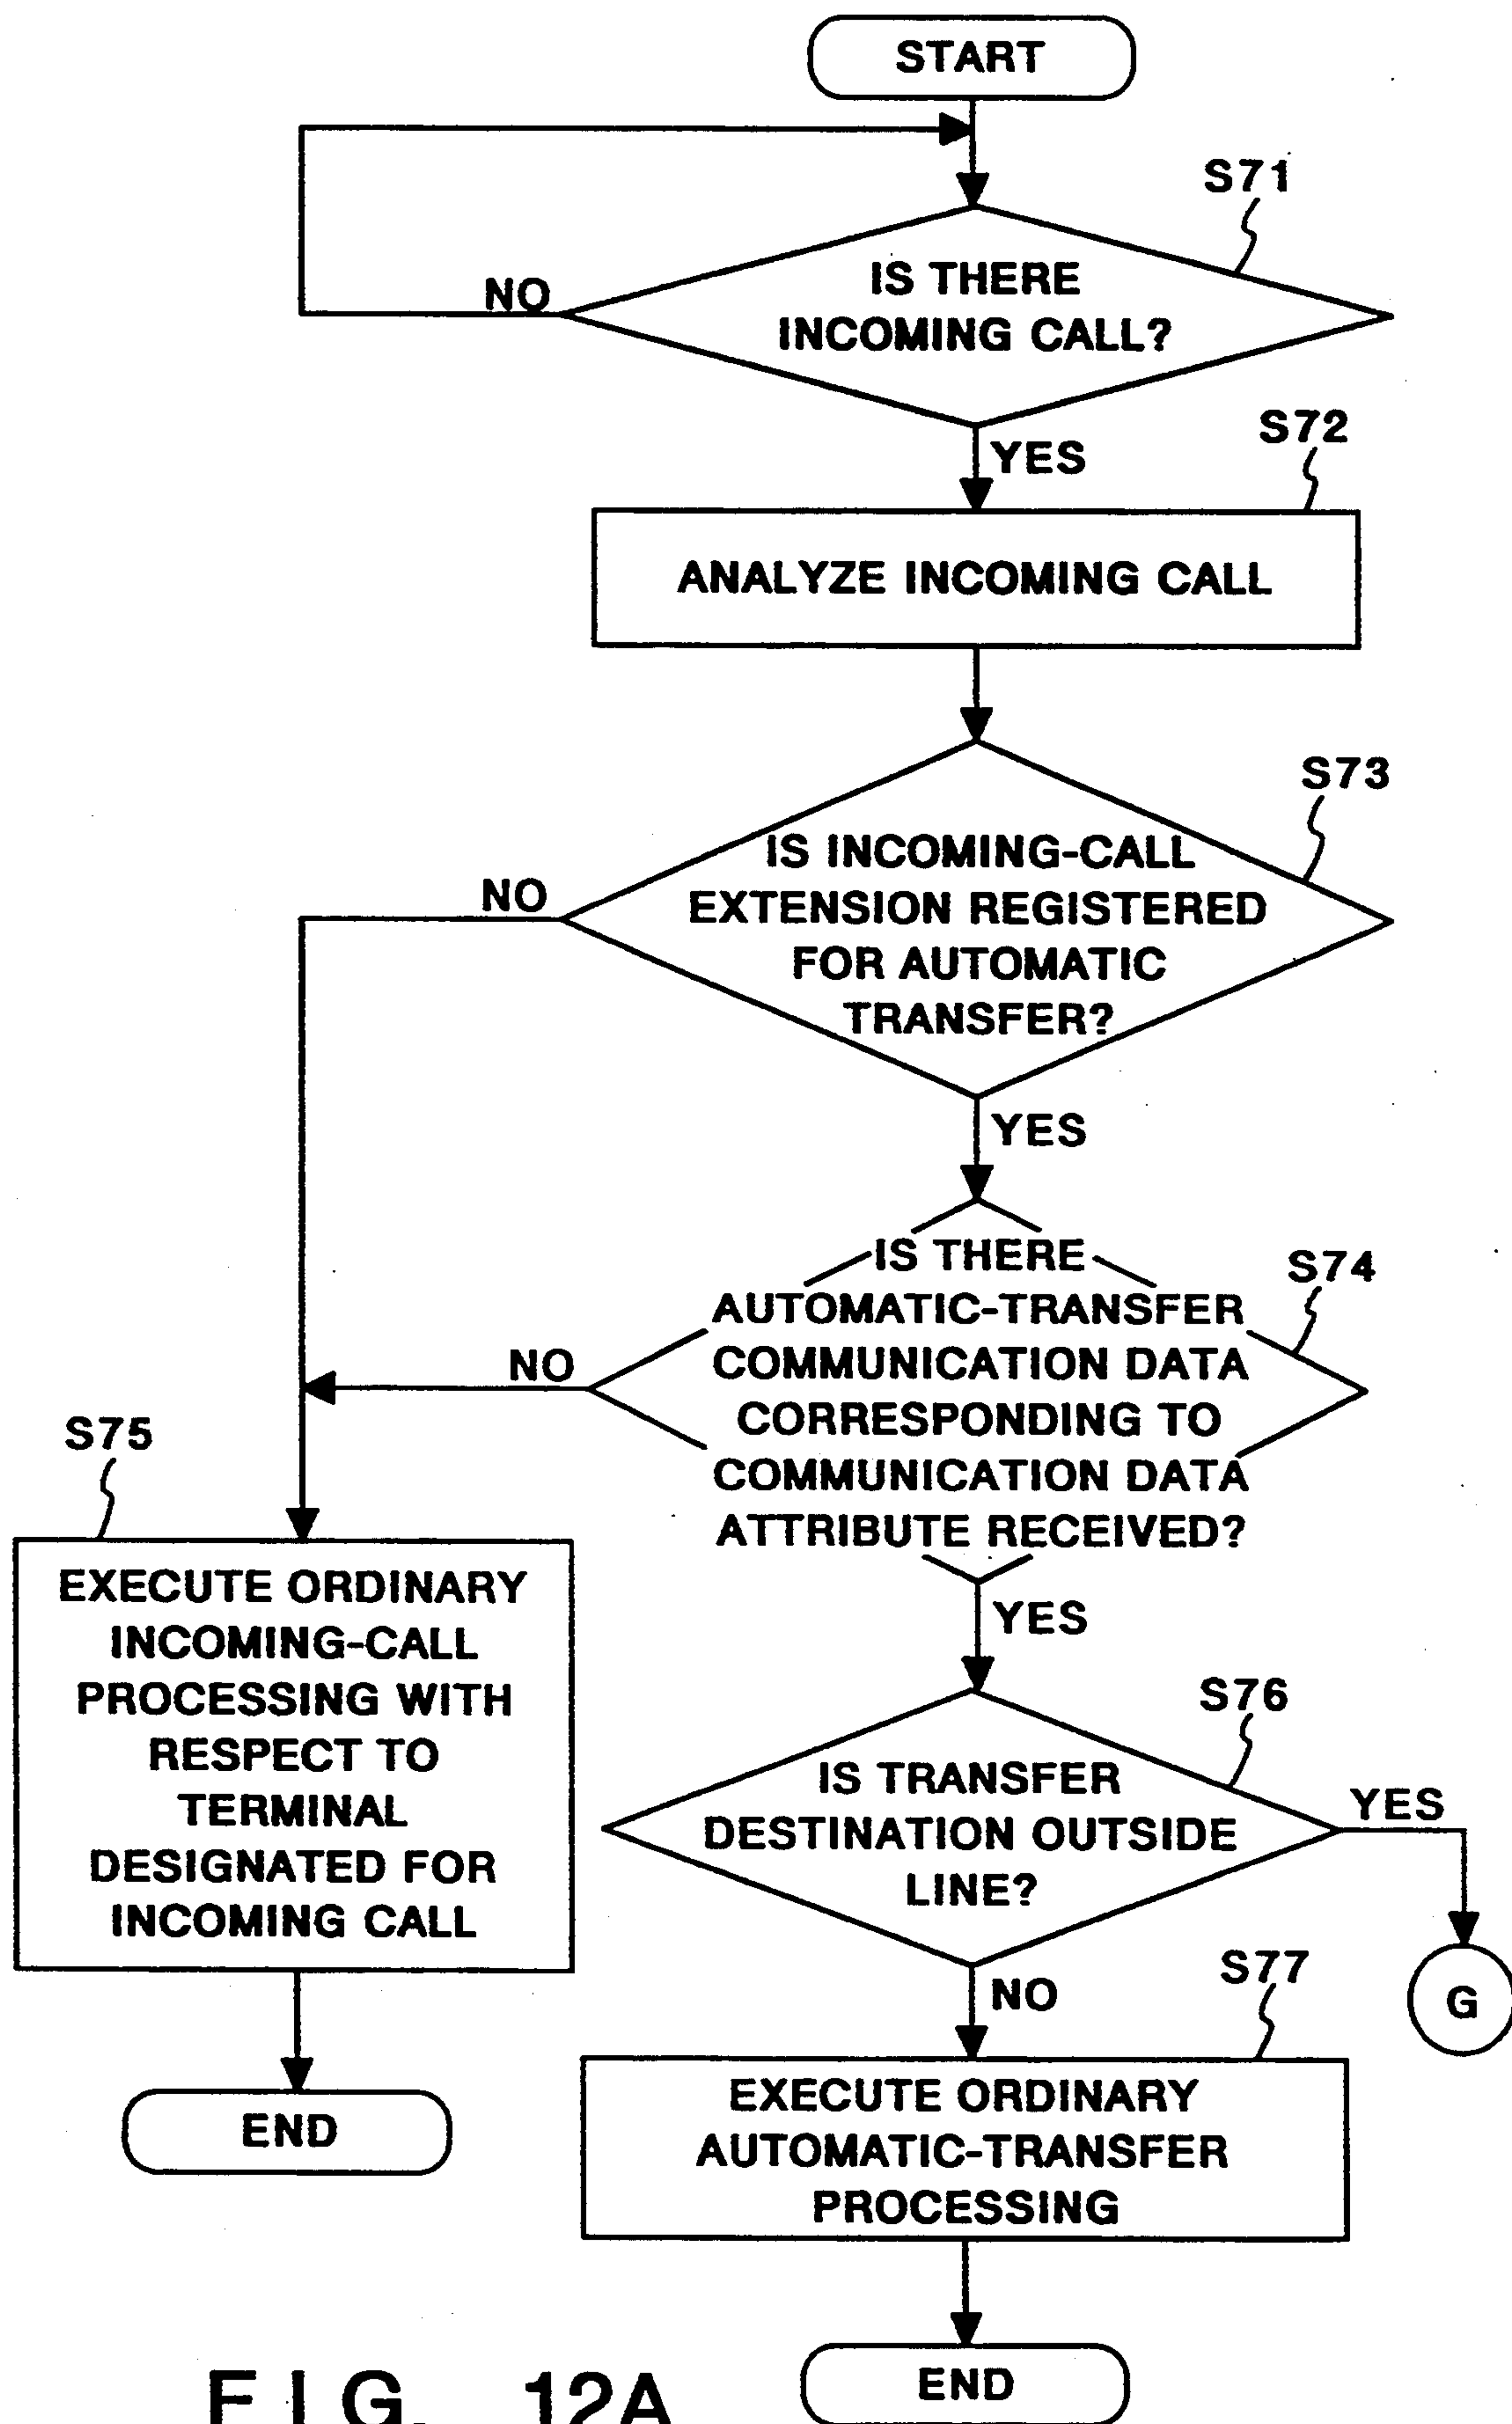 START
S71
IS THERE
INCOMING CALL?
NO
YES
S72
ANALYZE INCOMING CALL
S73
IS INCOMING-CALL
EXTENSION REGISTERED
FOR AUTOMATIC
TRANSFER?
NO
YES
S74
IS THERE
AUTOMATIC-TRANSFER
COMMUNICATION DATA
CORRESPONDING TO
COMMUNICATION DATA
ATTRIBUTE RECEIVED?
NO
YES
S75
EXECUTE ORDINARY
INCOMING-CALL
PROCESSING WITH
RESPECT TO
TERMINAL
DESIGNATED FOR
INCOMING CALL
END
S76
IS TRANSFER
DESTINATION OUTSIDE
LINE?
YES
G
NO
S77
EXECUTE ORDINARY
AUTOMATIC-TRANSFER
PROCESSING
END
FIG. 12A